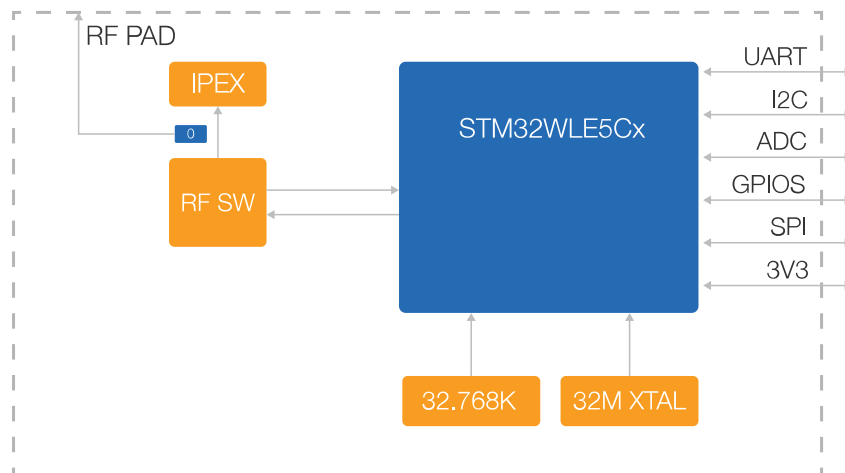 RF PAD
IPEX
0
RF SW
STM32WLE5Cx
UART
I2C
ADC
GPIOS
SPI
3V3
32.768K
32M XTAL